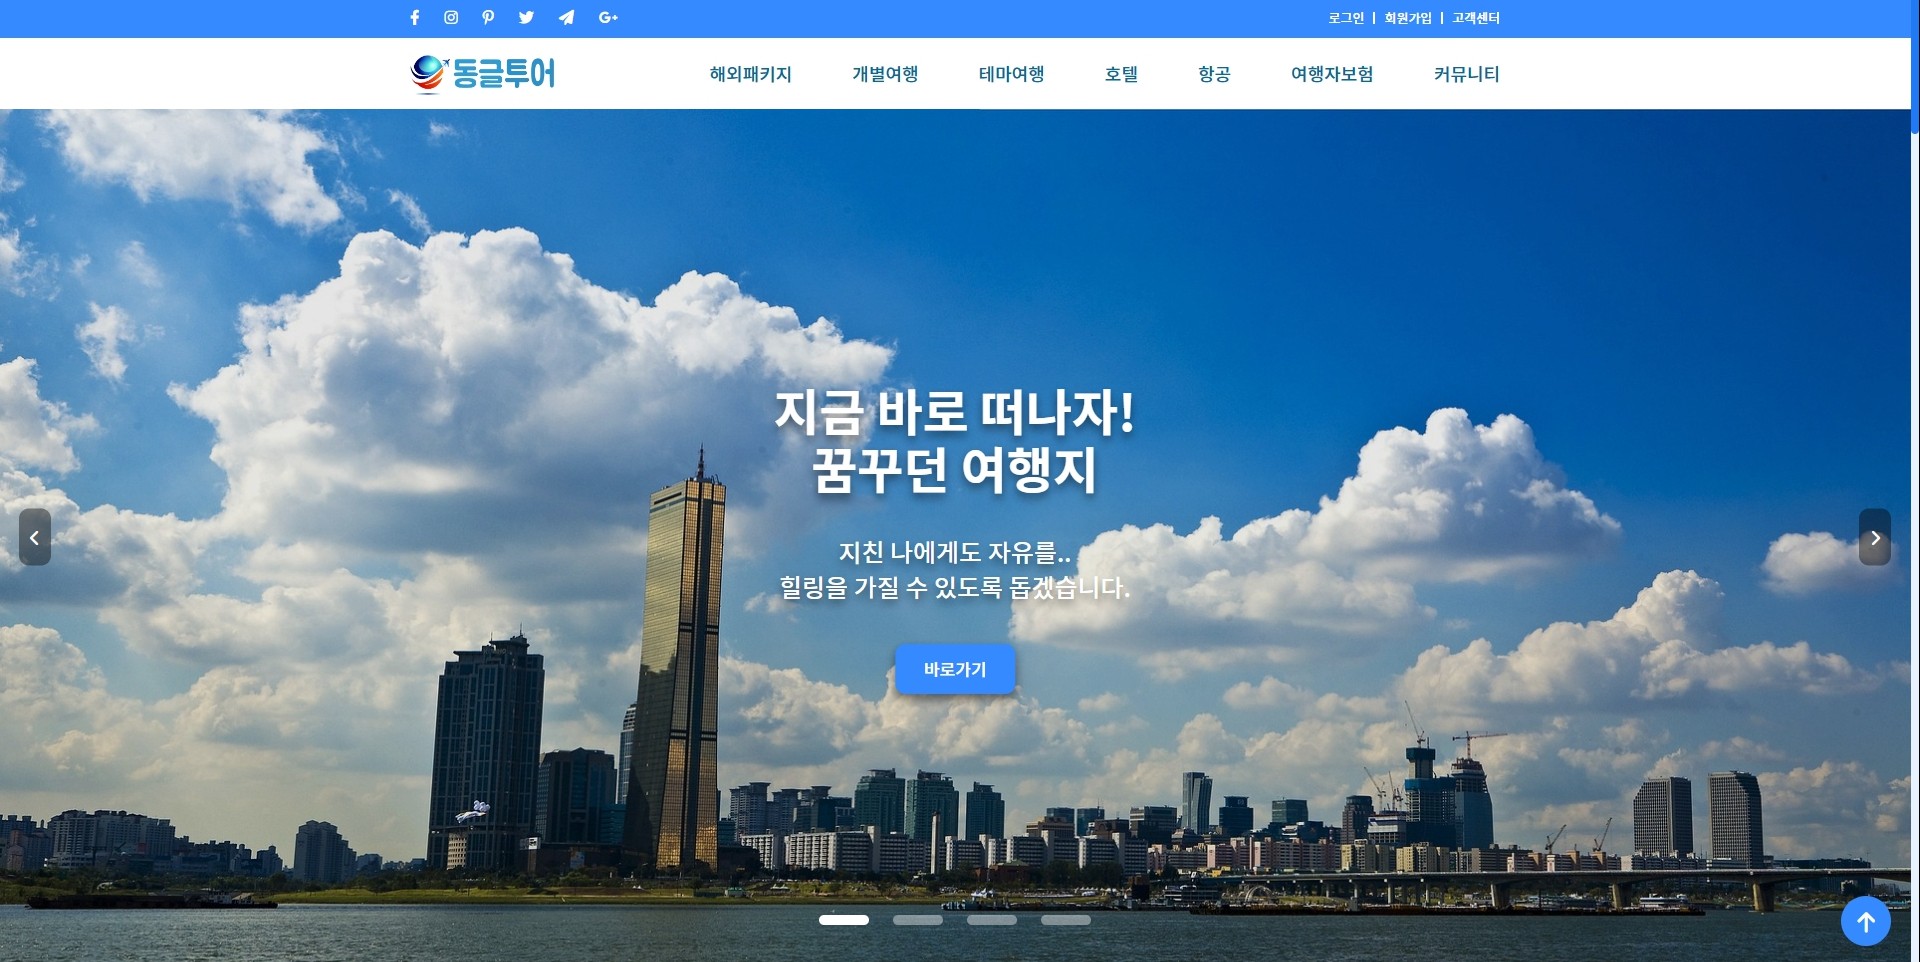 로그인 | 회원가입 | 고객센터
동글투어
해외패키지 개별여행 테마여행 호텔 항공 여행자보험 커뮤니티
지금 바로 떠나자!
꿈꾸던 여행지
지친 나에게도 자유를..
힐링을 가질 수 있도록 돕겠습니다.
바로가기